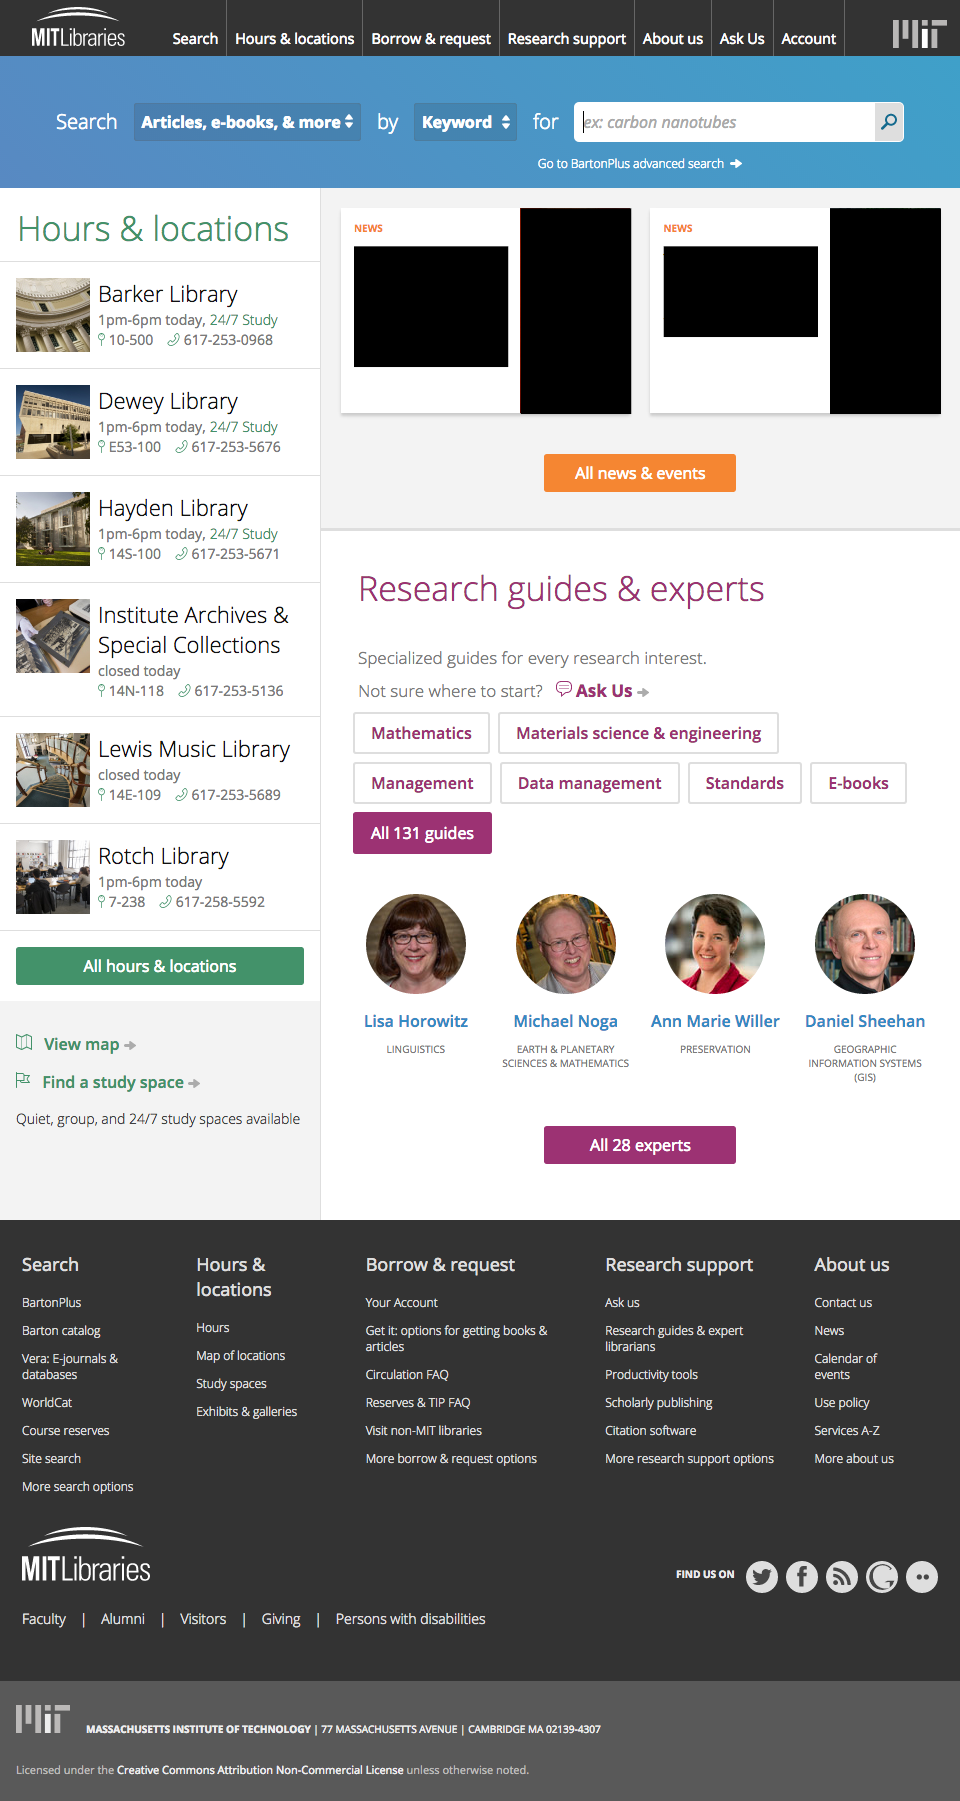 MITLibraries
Search
Hours & locations
Borrow & request
Research support
About us
Ask Us
Account
MIT
Search Articles, e-books, & more by Keyword for ex: carbon nanotubes
Go to BartonPlus advanced search
Hours & locations
Barker Library
1pm-6pm today, 24/7 Study
10-500 617-253-0968
Dewey Library
1pm-6pm today, 24/7 Study
E53-100 617-253-5676
Hayden Library
1pm-6pm today, 24/7 Study
14S-100 617-253-5671
Institute Archives &
Special Collections
closed today
14N-118 617-253-5136
Lewis Music Library
closed today
14E-109 617-253-5689
Rotch Library
1pm-6pm today
7-238 617-258-5592
All hours & locations
View map
Find a study space
Quiet, group, and 24/7 study spaces available
NEWS
NEWS
All news & events
Research guides & experts
Specialized guides for every research interest.
Not sure where to start? Ask Us
Mathematics
Materials science & engineering
Management
Data management
Standards
E-books
All 131 guides
Lisa Horowitz
LINGUISTICS
Michael Noga
EARTH & PLANETARY
SCIENCES & MATHEMATICS
Ann Marie Willer
PRESERVATION
Daniel Sheehan
GEOGRAPHIC
INFORMATION SYSTEMS
(GIS)
All 28 experts
Search
BartonPlus
Barton catalog
Vera: E-journals &
databases
WorldCat
Course reserves
Site search
More search options
Hours &
locations
Hours
Map of locations
Study spaces
Exhibits & galleries
Borrow & request
Your Account
Get it: options for getting books &
articles
Circulation FAQ
Reserves & TIP FAQ
Visit non-MIT libraries
More borrow & request options
Research support
Ask us
Research guides & expert
librarians
Productivity tools
Scholarly publishing
Citation software
More research support options
About us
Contact us
News
Calendar of
events
Use policy
Services A-Z
More about us
MITLibraries
FIND US ON
Faculty | Alumni | Visitors | Giving | Persons with disabilities
MIT
MASSACHUSETTS INSTITUTE OF TECHNOLOGY | 77 MASSACHUSETTS AVENUE | CAMBRIDGE MA 02139-4307
Licensed under the Creative Commons Attribution Non-Commercial License unless otherwise noted.